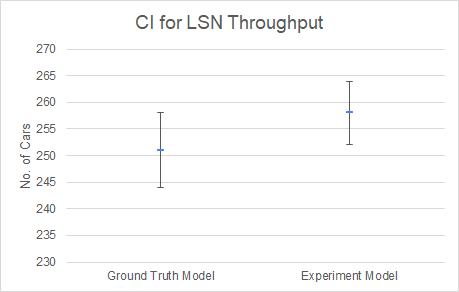 CI for LSN Throughput
270
265
260
255
250
245
240
235
230
No. of Cars
Ground Truth Model
Experiment Model